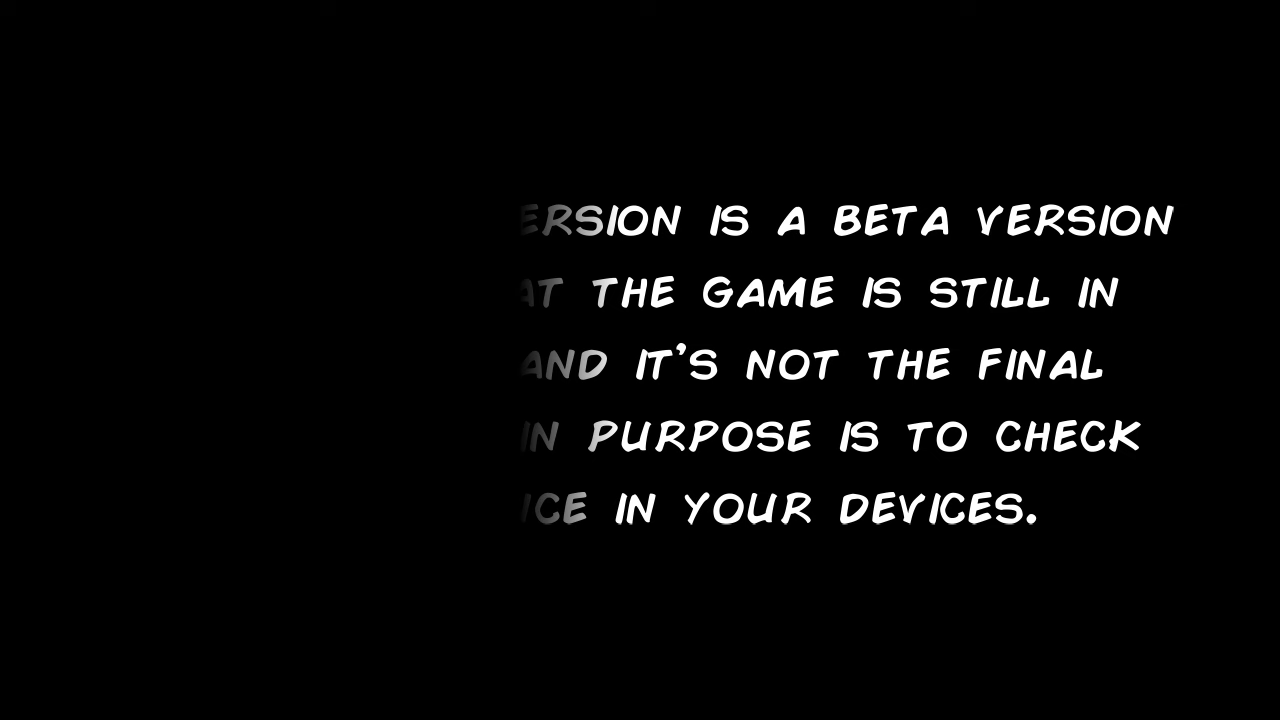 ERSION IS A BETA VERSION
AT THE GAME IS STILL IN
AND IT'S NOT THE FINAL
IN PURPOSE IS TO CHECK
ICE IN YOUR DEVICES.